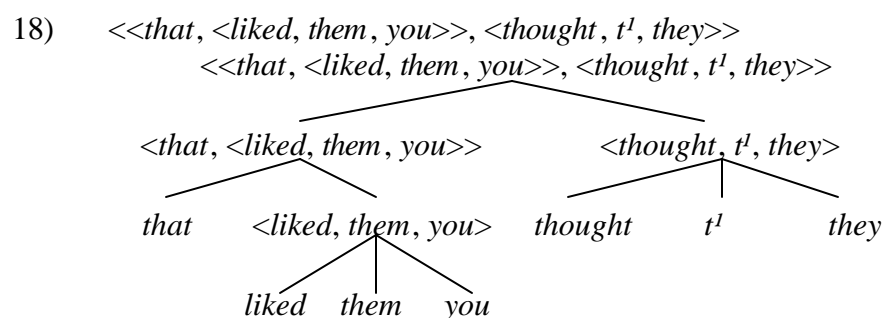 18) <<that, <liked, them, you>>, <thought, t¹, they>>
<<that, <liked, them, you>>, <thought, t¹, they>>
<that, <liked, them, you>> <thought, t¹, they>
that <liked, them, you> thought t¹ they
liked them you